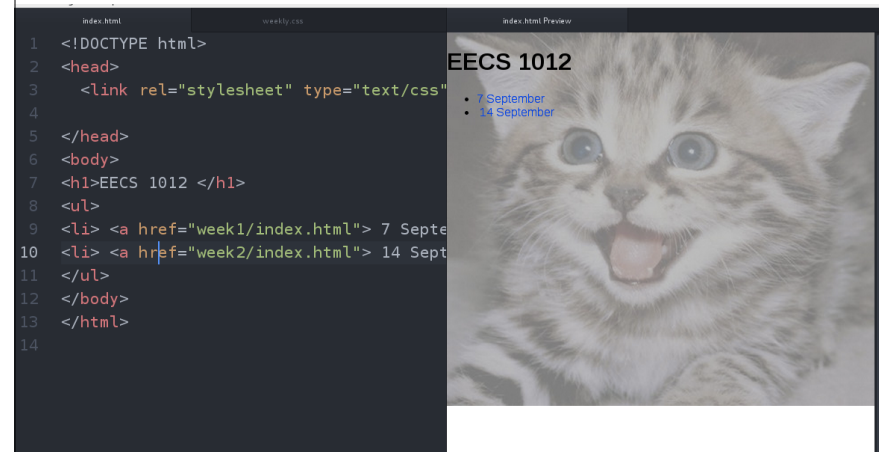 index.html
weekly.css
index.html Preview
1 <!DOCTYPE html>
2 <head>
3   <link rel="stylesheet" type="text/css"
4
5 </head>
6 <body>
7 <h1>EECS 1012 </h1>
8 <ul>
9 <li> <a href="week1/index.html"> 7 Septe
10 <li> <a href="week2/index.html"> 14 Sept
11 </ul>
12 </body>
13 </html>
14
EECS 1012
• 7 September
• 14 September